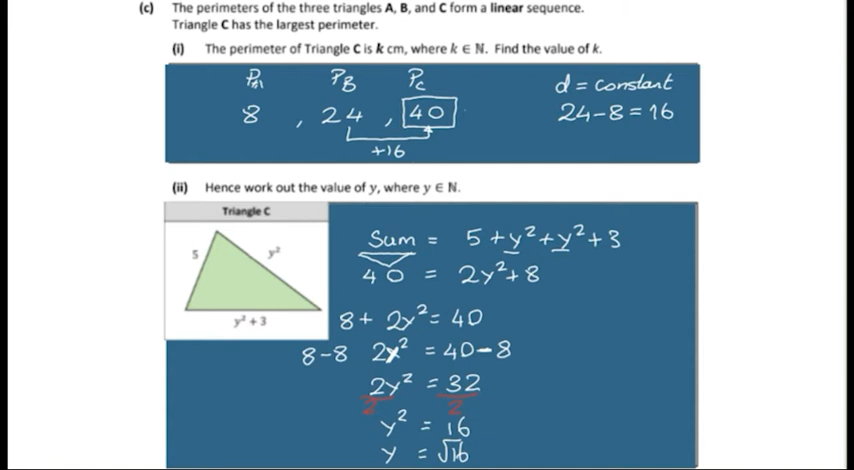 (c) The perimeters of the three triangles A, B, and C form a linear sequence.
Triangle C has the largest perimeter.
(i) The perimeter of Triangle C is k cm, where k ∈ ℕ. Find the value of k.
P_B P_C d = constant
8 , 24 , 40 24-8=16
+16
(ii) Hence work out the value of y, where y ∈ ℕ.
Triangle C
5
y²
y² + 3
Sum = 5 + y² + y² + 3
40 = 2y² + 8
8 + 2y² = 40
8-8 2y² = 40-8
2y² = 32
2 2
y² = 16
y = √16